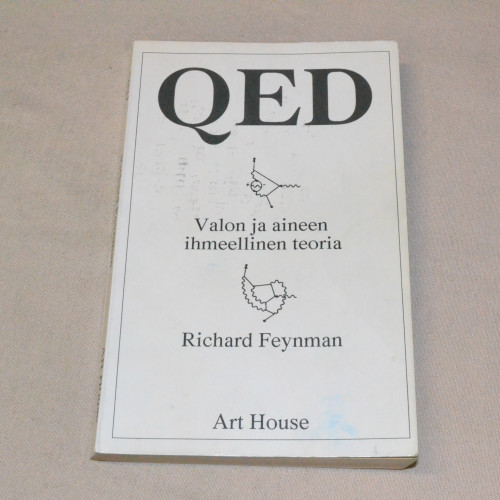 QED
Valon ja aineen
ihmeellinen teoria
Richard Feynman
Art House